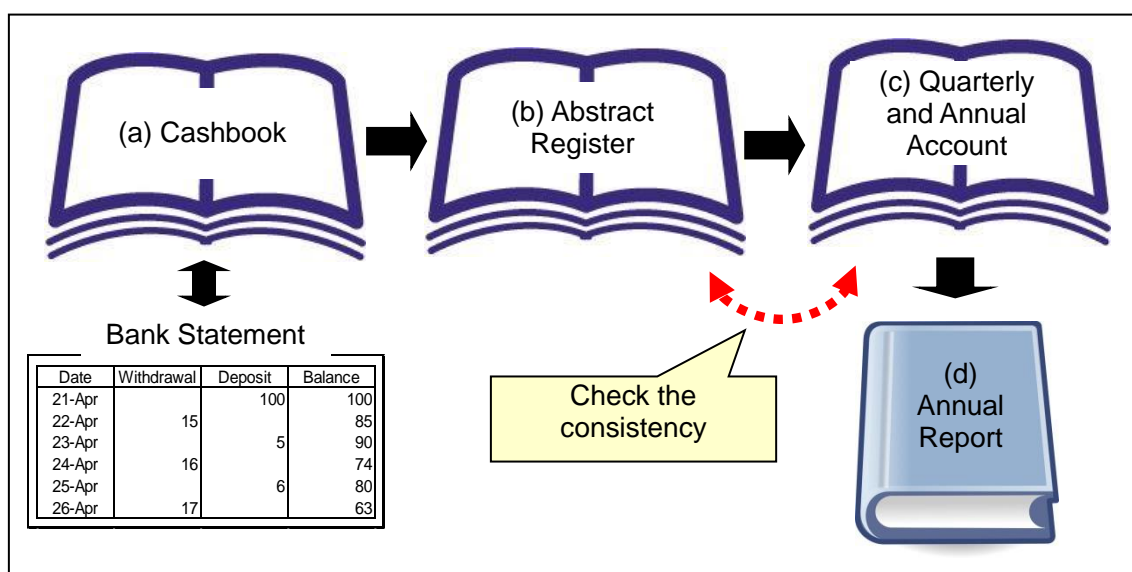 (a) Cashbook
(b) Abstract
Register
(c) Quarterly
and Annual
Account
Bank Statement
Date Withdrawal Deposit Balance
21-Apr 100 100
22-Apr 15 85
23-Apr 5 90
24-Apr 16 74
25-Apr 6 80
26-Apr 17 63
Check the
consistency
(d)
Annual
Report